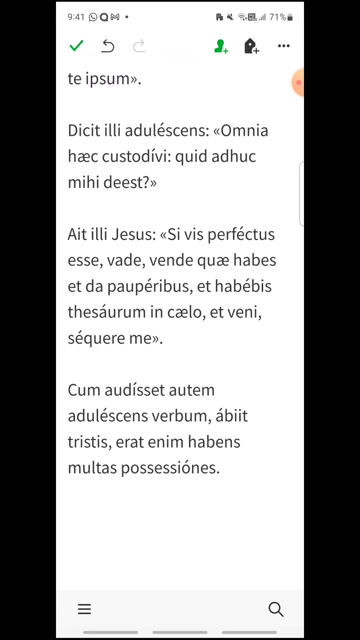 9:41
71%
te ipsum».
Dicit illi aduléscens: «Omnia
hæc custodívi: quid adhuc
mihi deest?»
Ait illi Jesus: «Si vis perféctus
esse, vade, vende quæ habes
et da paupéribus, et habébis
thesáurum in cælo, et veni,
séquere me».
Cum audísset autem
aduléscens verbum, ábiit
tristis, erat enim habens
multas possessiónes.